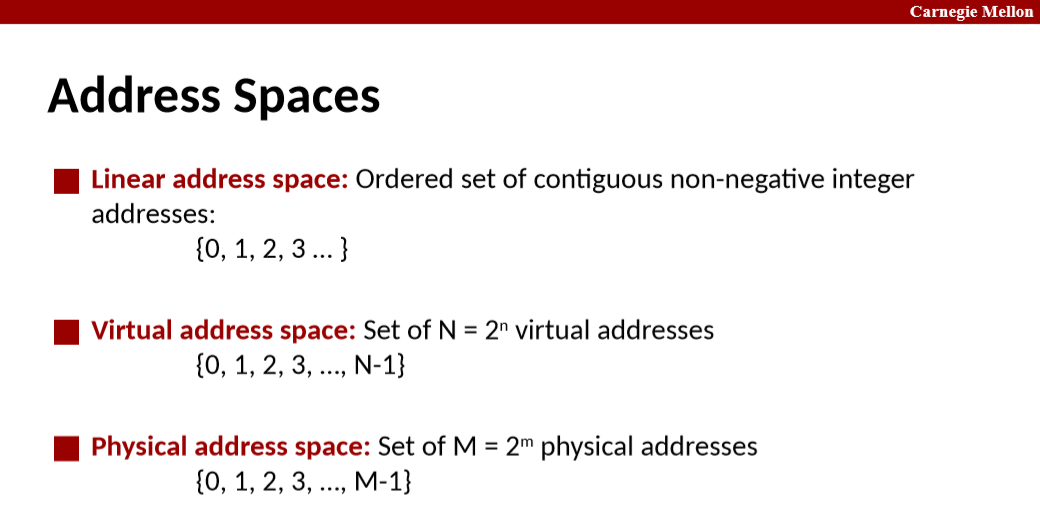 Carnegie Mellon
Address Spaces
Linear address space: Ordered set of contiguous non-negative integer
addresses:
{0, 1, 2, 3 ... }
Virtual address space: Set of N = 2ⁿ virtual addresses
{0, 1, 2, 3, ..., N-1}
Physical address space: Set of M = 2ᵐ physical addresses
{0, 1, 2, 3, ..., M-1}